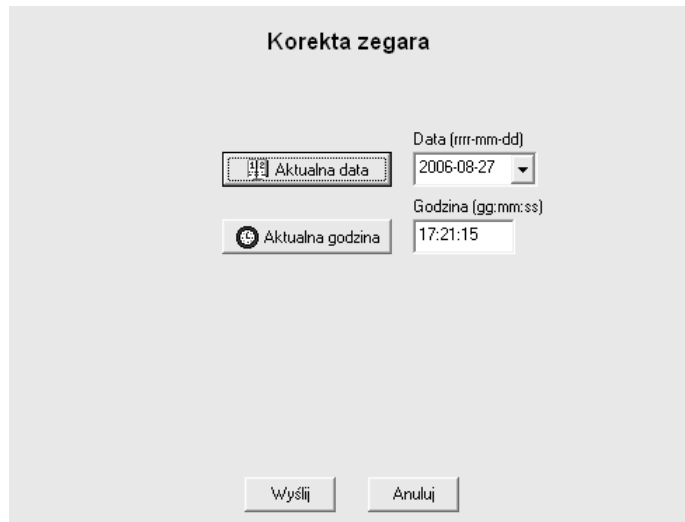 Korekta zegara
Data (rrrr-mm-dd)
Aktualna data
2006-08-27
Godzina (gg:mm:ss)
Aktualna godzina
17:21:15
Wyślij
Anuluj